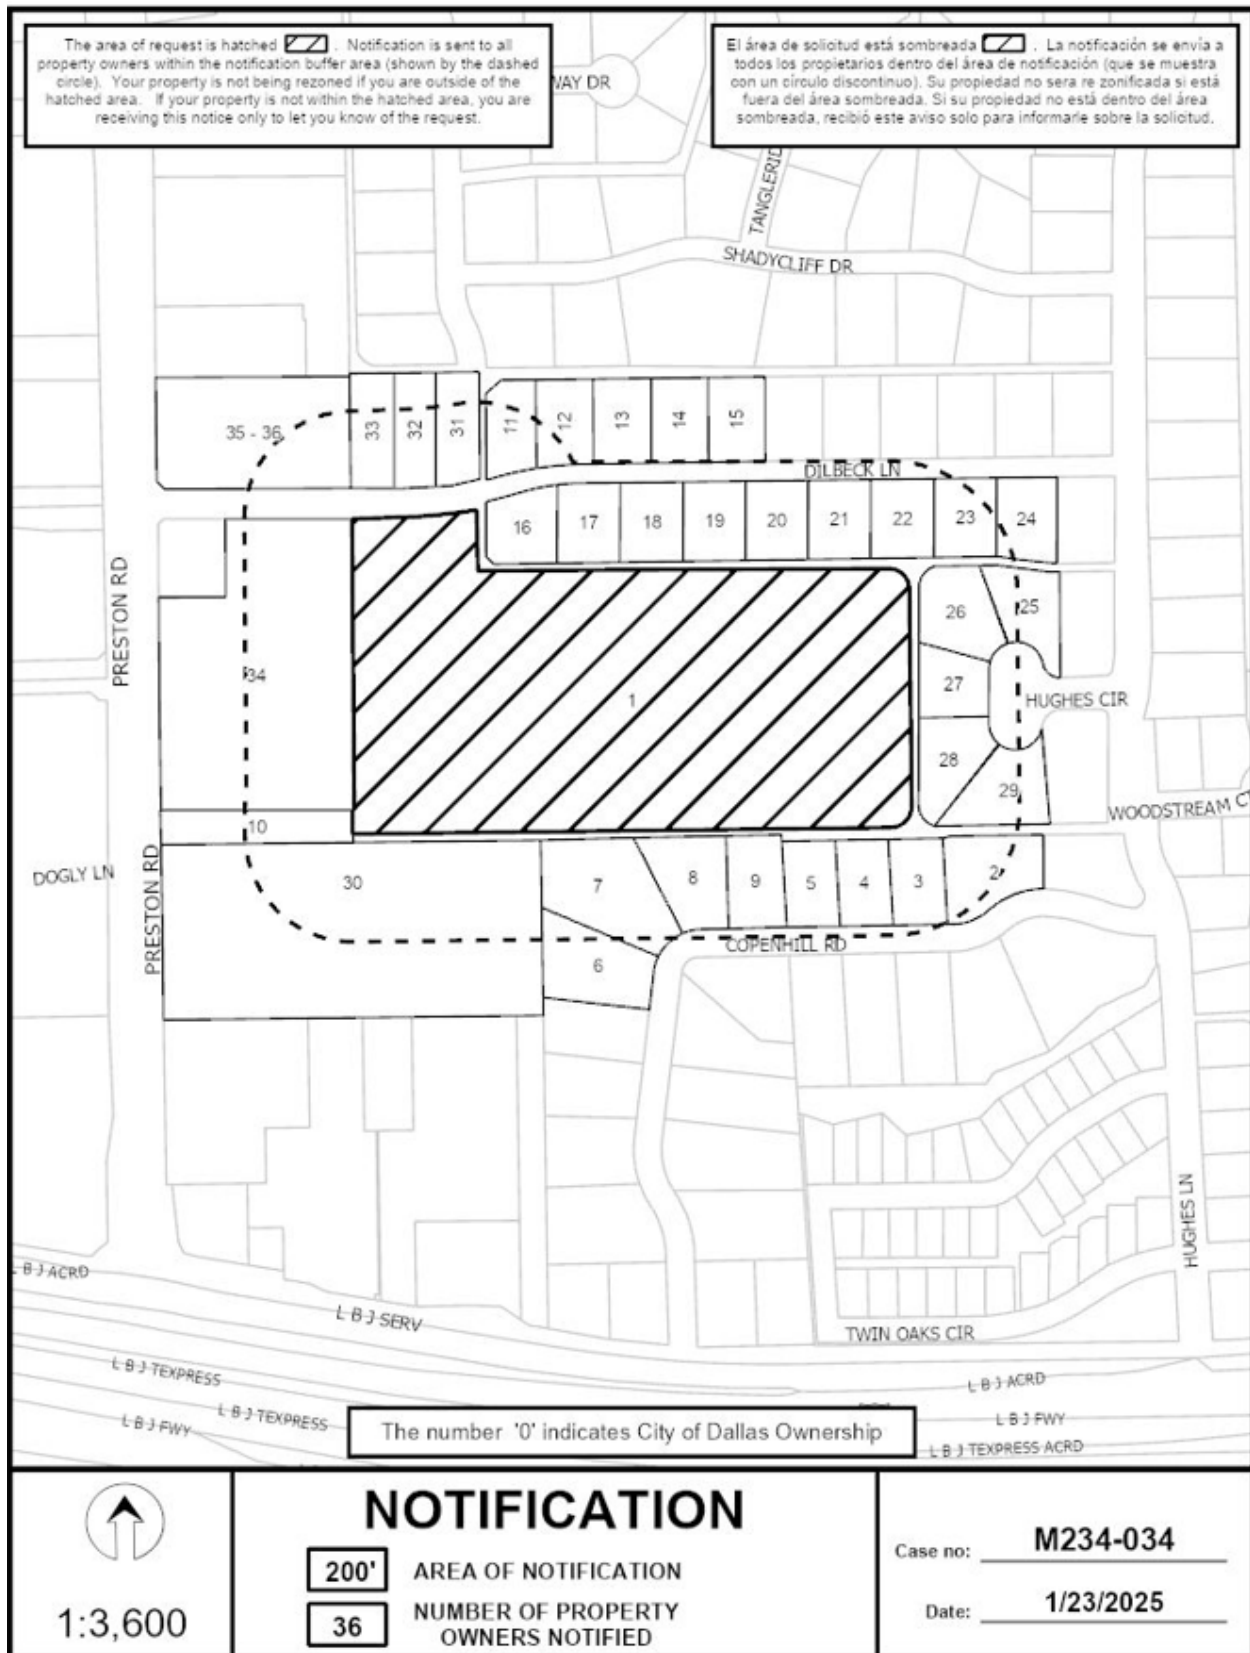 The area of request is hatched . Notification is sent to all
property owners within the notification buffer area (shown by the dashed
circle). Your property is not being rezoned if you are outside of the
hatched area. If your property is not within the hatched area, you are
receiving this notice only to let you know of the request.
El área de solicitud está sombreada . La notificación se envía a
todos los propietarios dentro del área de notificación (que se muestra
con un círculo discontinuo). Su propiedad no sera re zonificada si está
fuera del área sombreada. Si su propiedad no está dentro del área
sombreada, recibió este aviso solo para informarle sobre la solicitud.
WAY DR
TANGLERID
SHADYCLIFF DR
35 - 36
33
32
31
11
12
13
14
15
DILBECK LN
16
17
18
19
20
21
22
23
24
PRESTON RD
34
1
26
25
27
HUGHES CIR
28
29
WOODSTREAM CT
10
DOGLY LN
PRESTON RD
30
7
8
9
5
4
3
2
COPENHILL RD
6
HUGHES LN
L B J ACRD
L B J SERV
TWIN OAKS CIR
L B J TEXPRESS
L B J ACRD
L B J FWY
L B J TEXPRESS
L B J FWY
L B J TEXPRESS ACRD
The number '0' indicates City of Dallas Ownership
1:3,600
NOTIFICATION
200' AREA OF NOTIFICATION
36 NUMBER OF PROPERTY
OWNERS NOTIFIED
Case no: M234-034
Date: 1/23/2025